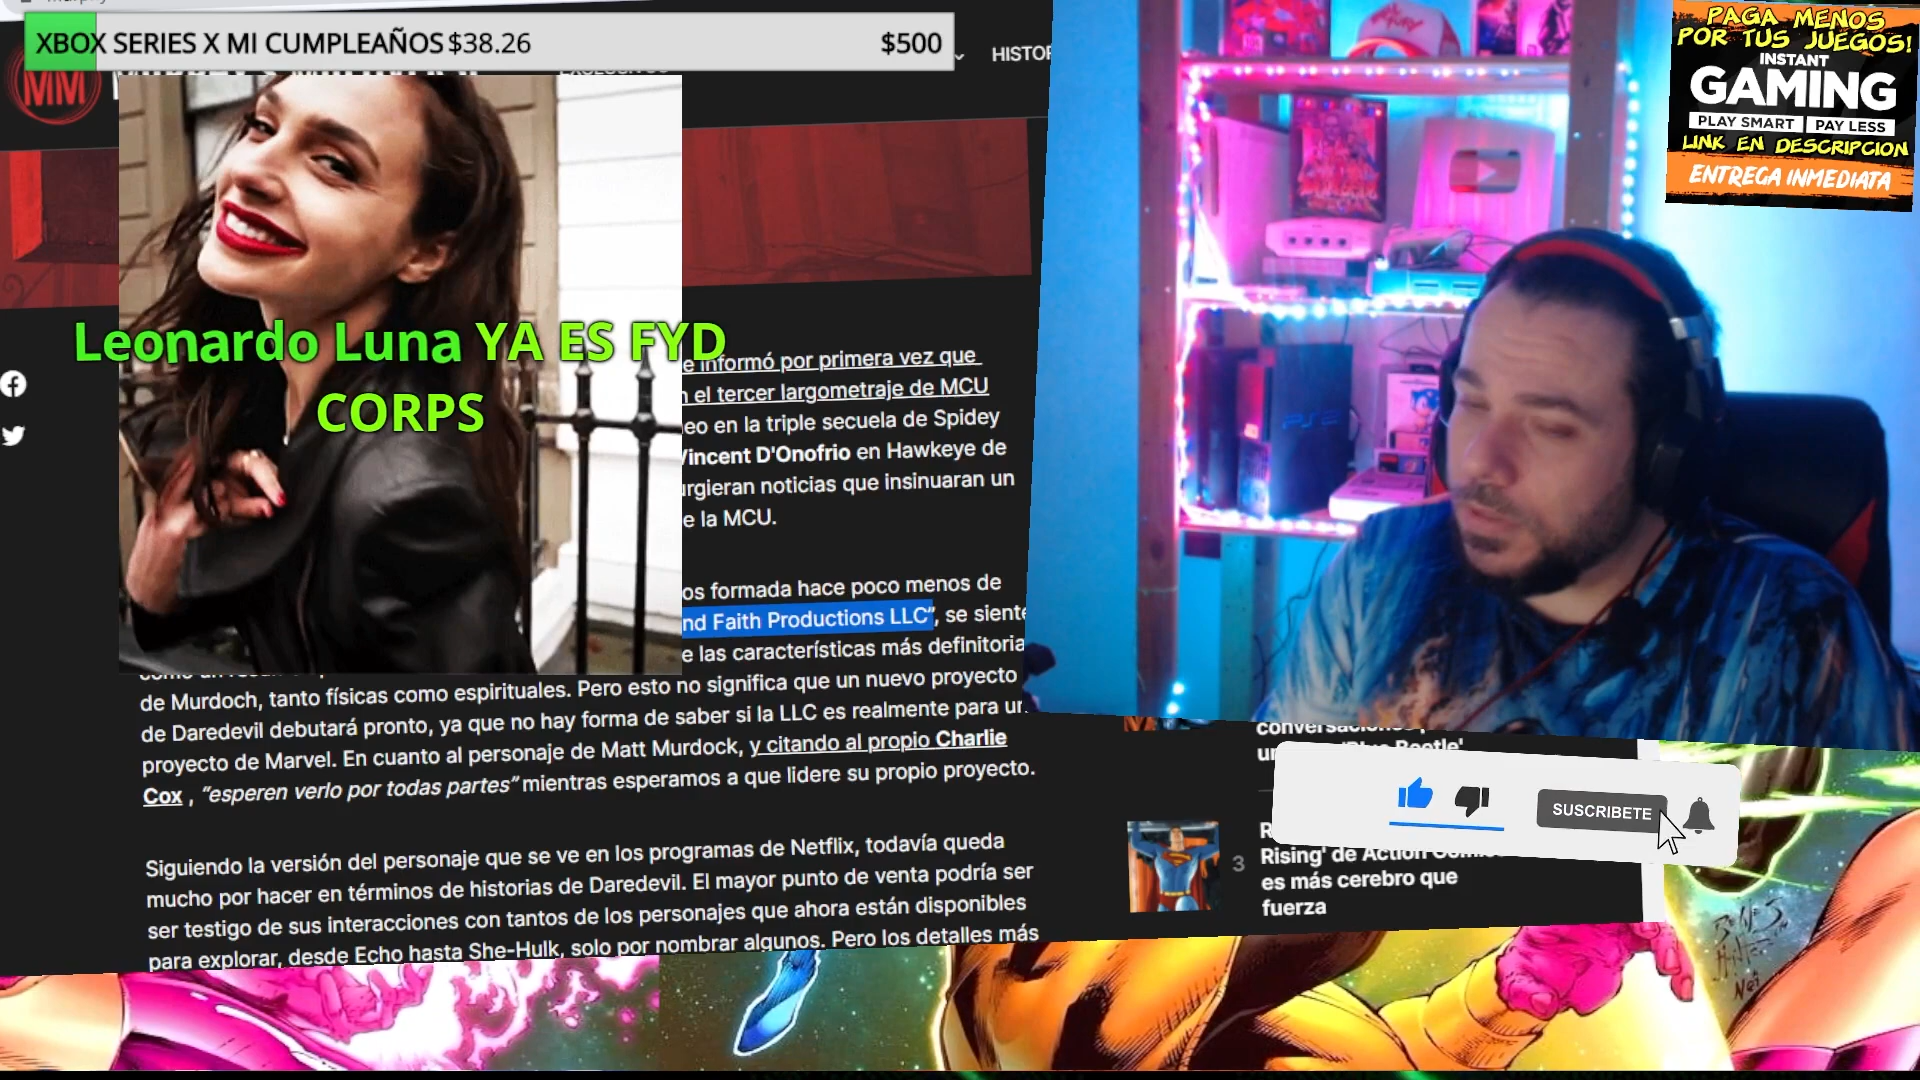 XBOX SERIES X MI CUMPLEAÑOS $38.26 $500
HISTOR
MM
PAGA MENOS
POR TUS JUEGOS!
INSTANT
GAMING
PLAY SMART PAY LESS
LINK EN DESCRIPCION
ENTREGA INMEDIATA
Leonardo Luna YA ES FYD
CORPS
e informó por primera vez que
n el tercer largometraje de MCU
eo en la triple secuela de Spidey
Vincent D'Onofrio en Hawkeye de
urgieran noticias que insinuaran un
e la MCU.
os formada hace poco menos de
nd Faith Productions LLC”, se siente
e las características más definitoria
de Murdoch, tanto físicas como espirituales. Pero esto no significa que un nuevo proyecto
de Daredevil debutará pronto, ya que no hay forma de saber si la LLC es realmente para un
proyecto de Marvel. En cuanto al personaje de Matt Murdock, y citando al propio Charlie
Cox , “esperen verlo por todas partes” mientras esperamos a que lidere su propio proyecto.
Siguiendo la versión del personaje que se ve en los programas de Netflix, todavía queda
mucho por hacer en términos de historias de Daredevil. El mayor punto de venta podría ser
ser testigo de sus interacciones con tantos de los personajes que ahora están disponibles
para explorar, desde Echo hasta She-Hulk, solo por nombrar algunos. Pero los detalles más
PS2
SUSCRIBETE
3
Rising' de Action Comic
es más cerebro que
fuerza